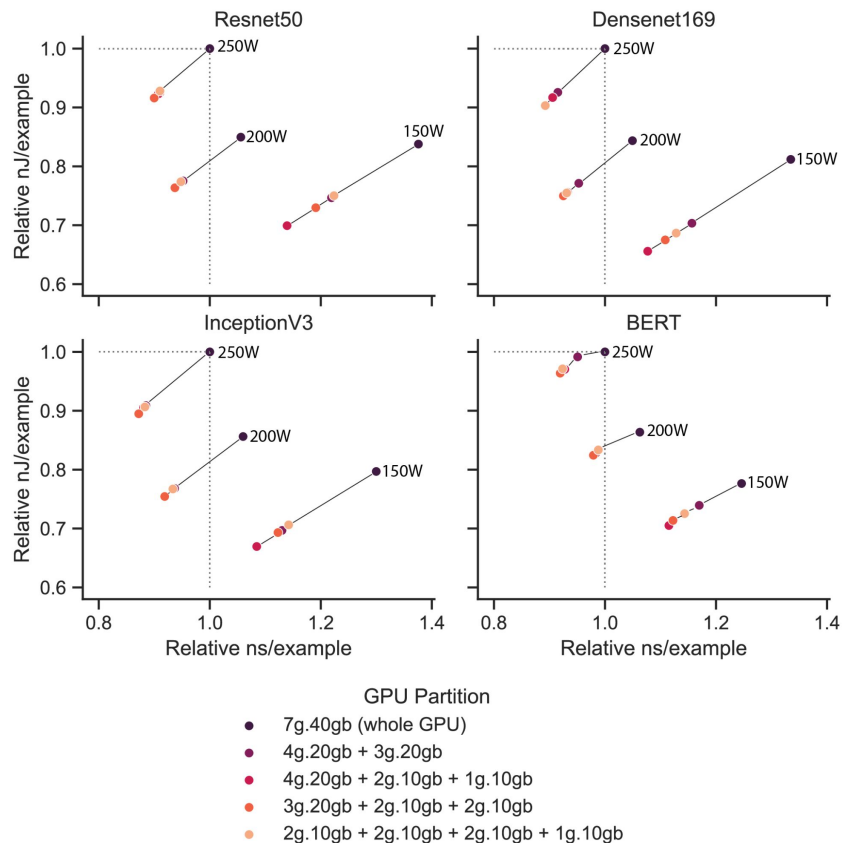 Resnet50
Densenet169
1.0
0.9
0.8
0.7
0.6
Relative nJ/example
250W
200W
150W
250W
200W
150W
InceptionV3
BERT
1.0
0.9
0.8
0.7
0.6
Relative nJ/example
250W
200W
150W
250W
200W
150W
0.8 1.0 1.2 1.4
0.8 1.0 1.2 1.4
Relative ns/example
Relative ns/example
GPU Partition
7g.40gb (whole GPU)
4g.20gb + 3g.20gb
4g.20gb + 2g.10gb + 1g.10gb
3g.20gb + 2g.10gb + 2g.10gb
2g.10gb + 2g.10gb + 2g.10gb + 1g.10gb